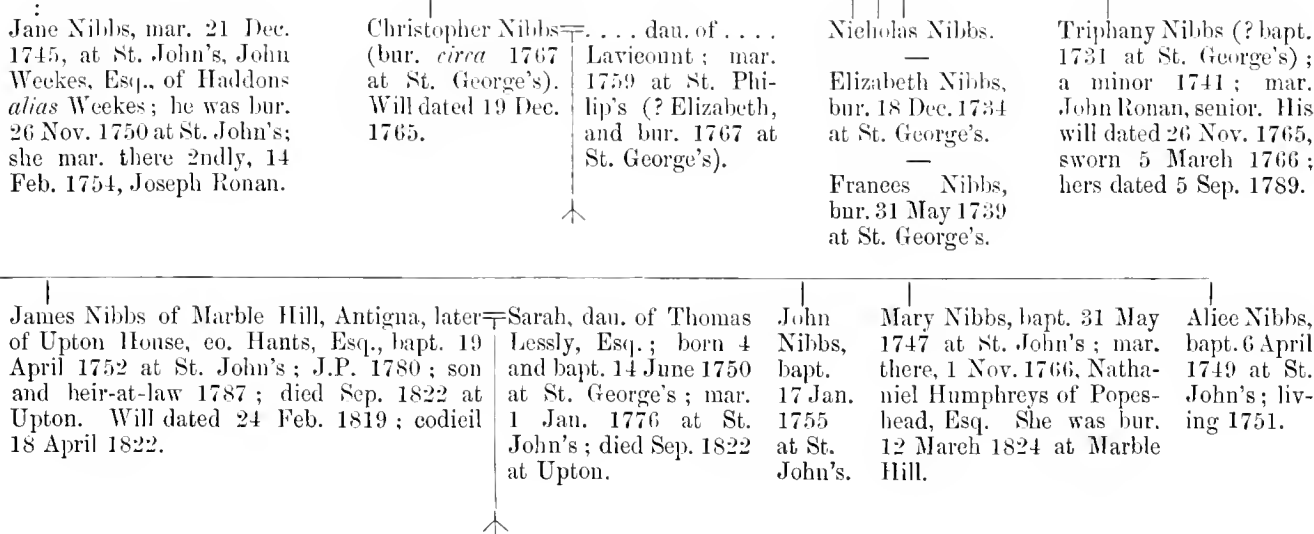 Jane Nibbs, mar. 21 Dec.
1745, at St. John's, John
Weekes, Esq., of Haddons
alias Weekes; he was bur.
26 Nov. 1750 at St. John's;
she mar. there 2ndly, 14
Feb. 1754, Joseph Ronan.
Christopher Nibbs
(bur. circa 1767
at St. George's).
Will dated 19 Dec.
1765.
. . . . dau. of . . . .
Lavicount; mar.
1759 at St. Phi-
lip's (? Elizabeth,
and bur. 1767 at
St. George's).
Nicholas Nibbs.
—
Elizabeth Nibbs,
bur. 18 Dec. 1734
at St. George's.
—
Frances Nibbs,
bur. 31 May 1739
at St. George's.
Triphany Nibbs (? bapt.
1731 at St. George's);
a minor 1741; mar.
John Ronan, senior. His
will dated 26 Nov. 1765,
sworn 5 March 1766;
hers dated 5 Sep. 1789.
James Nibbs of Marble Hill, Antigua, later
of Upton House, co. Hants, Esq., bapt. 19
April 1752 at St. John's; J.P. 1780; son
and heir-at-law 1787; died Sep. 1822 at
Upton. Will dated 24 Feb. 1819; codicil
18 April 1822.
Sarah, dau. of Thomas
Lessly, Esq.; born 4
and bapt. 14 June 1750
at St. George's; mar.
1 Jan. 1776 at St.
John's; died Sep. 1822
at Upton.
John
Nibbs,
bapt.
17 Jan.
1755
at St.
John's.
Mary Nibbs, bapt. 31 May
1747 at St. John's; mar.
there, 1 Nov. 1766, Natha-
niel Humphreys of Popes-
head, Esq. She was bur.
12 March 1824 at Marble
Hill.
Alice Nibbs,
bapt. 6 April
1749 at St.
John's; liv-
ing 1751.